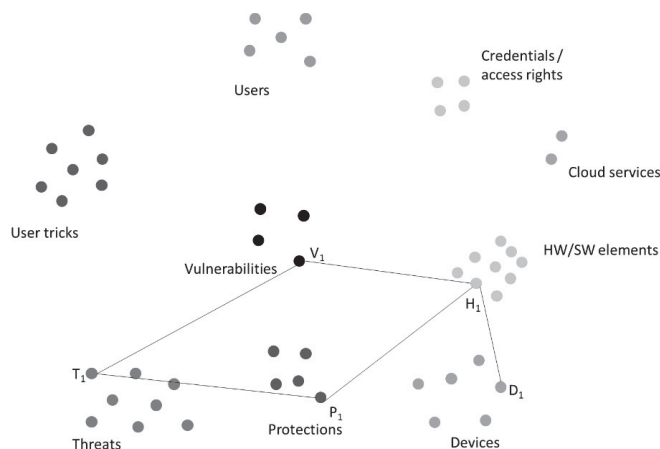 Users
Credentials /
access rights
Cloud services
User tricks
HW/SW elements
Vulnerabilities
V1
H1
T1
P1
D1
Threats
Protections
Devices